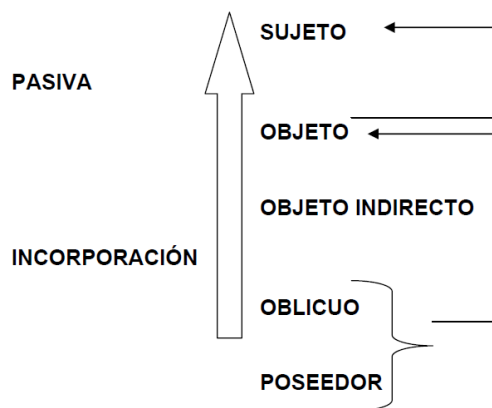 SUJETO
PASIVA
OBJETO
OBJETO INDIRECTO
INCORPORACIÓN
OBLICUO
POSEEDOR